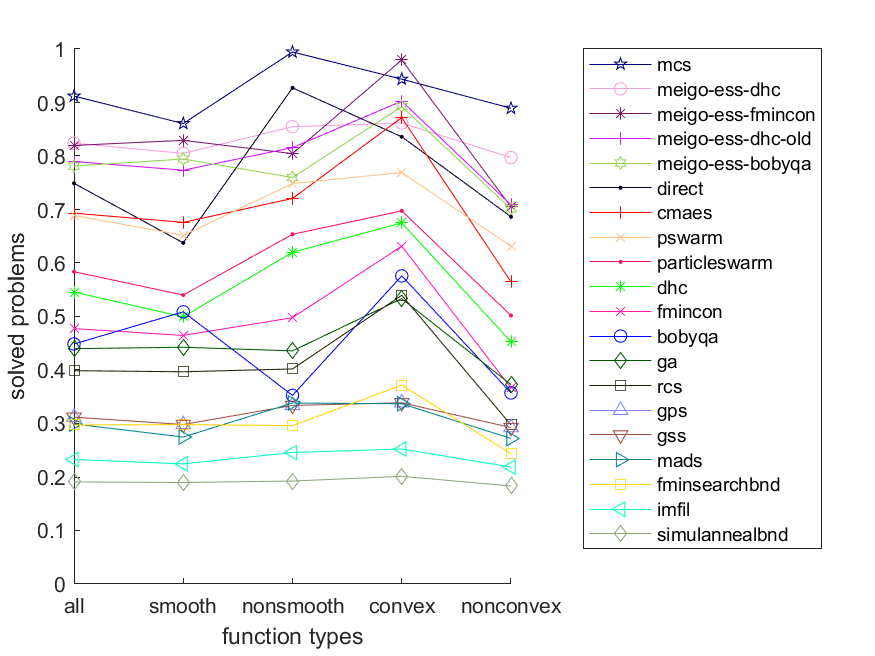 1
0.9
0.8
0.7
0.6
0.5
0.4
0.3
0.2
0.1
0
solved problems
all smooth nonsmooth convex nonconvex
function types
mcs
meigo-ess-dhc
meigo-ess-fmincon
meigo-ess-dhc-old
meigo-ess-bobyqa
direct
cmaes
pswarm
particleswarm
dhc
fmincon
bobyqa
ga
rcs
gps
gss
mads
fminsearchbnd
imfil
simulannealbnd